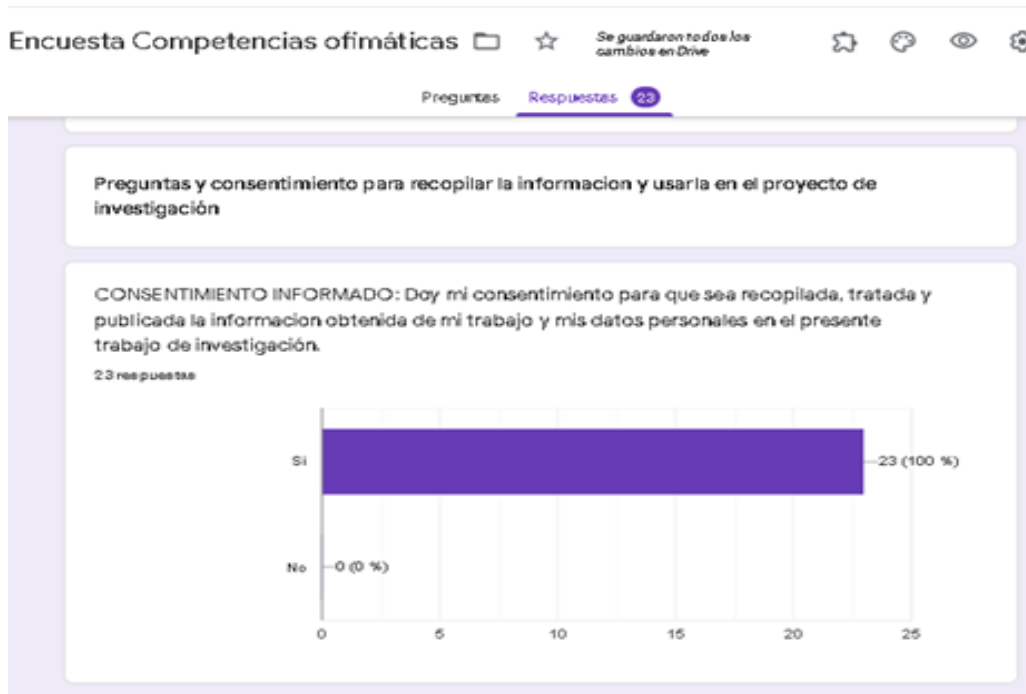 Encuesta Competencias ofimáticas
Se guardaron todos los
cambios en Drive
Preguntas Respuestas 23
Preguntas y consentimiento para recopilar la informacion y usarla en el proyecto de
investigación
CONSENTIMIENTO INFORMADO: Doy mi consentimiento para que sea recopilada, tratada y
publicada la informacion obtenida de mi trabajo y mis datos personales en el presente
trabajo de investigación.
23 respuestas
Si
23 (100 %)
No
0 (0 %)
0 5 10 15 20 25